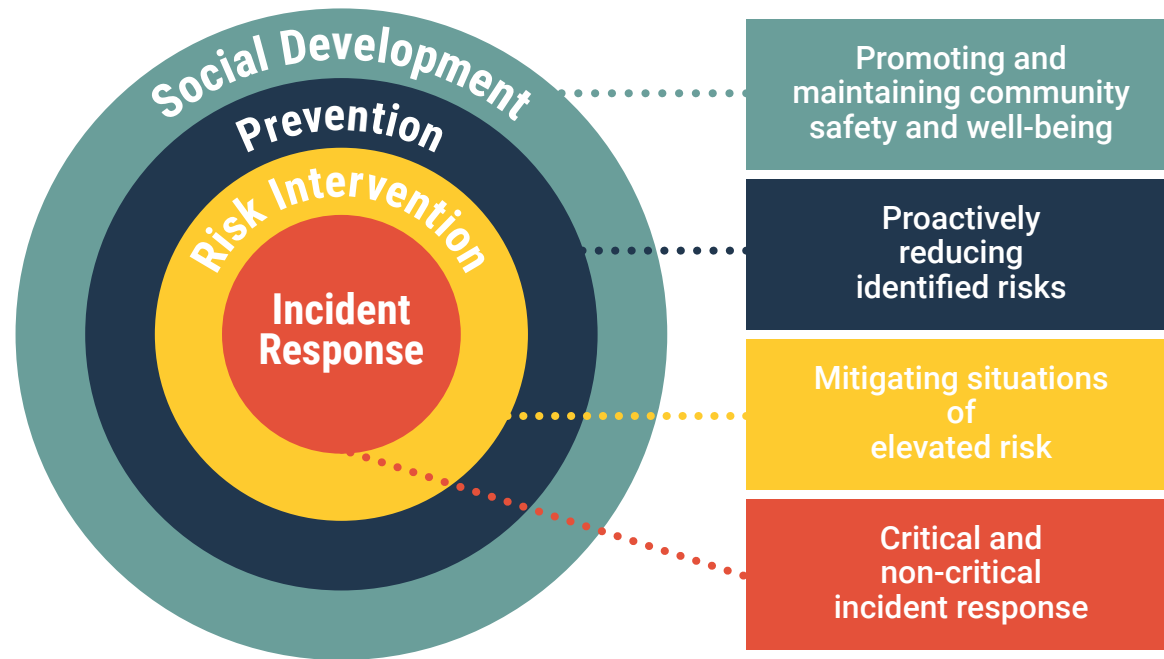 Social Development
Prevention
Risk Intervention
Incident
Response
Promoting and
maintaining community
safety and well-being
Proactively
reducing
identified risks
Mitigating situations
of
elevated risk
Critical and
non-critical
incident response